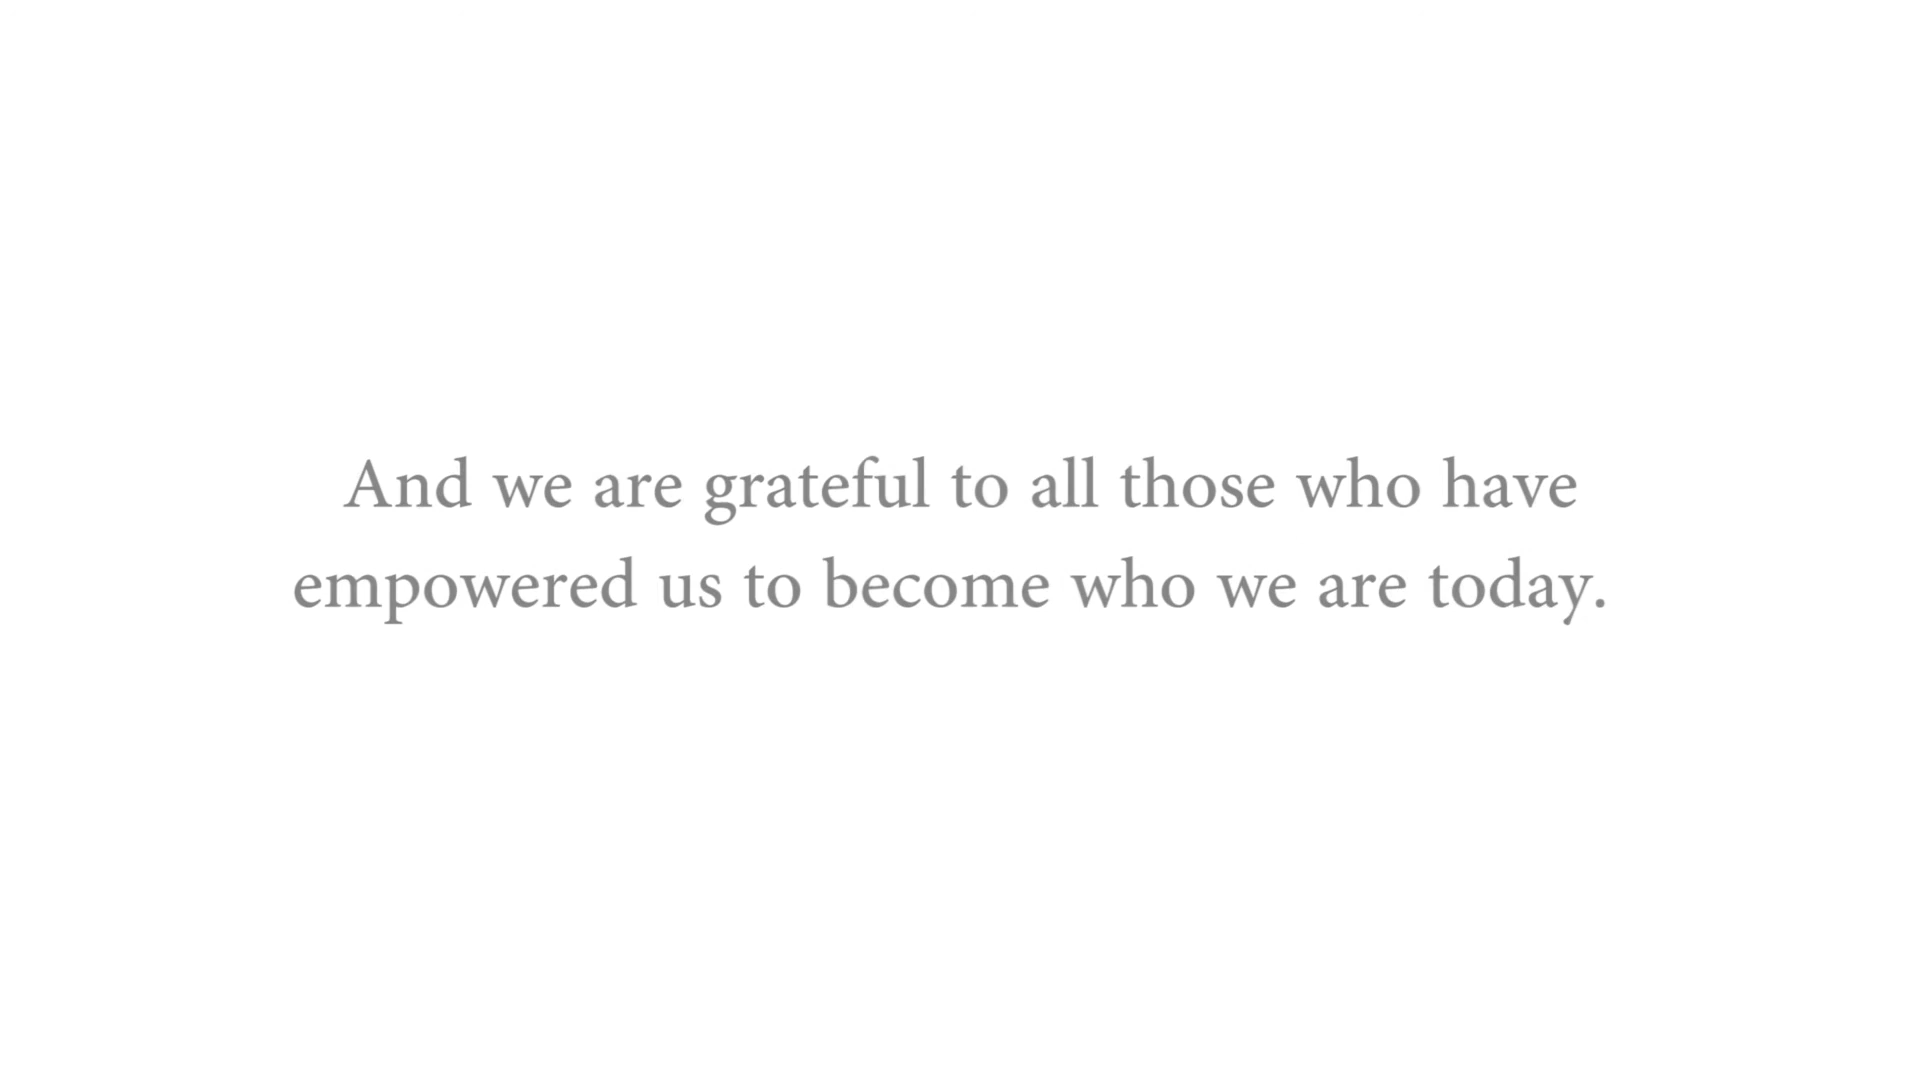 And we are grateful to all those who have
empowered us to become who we are today.